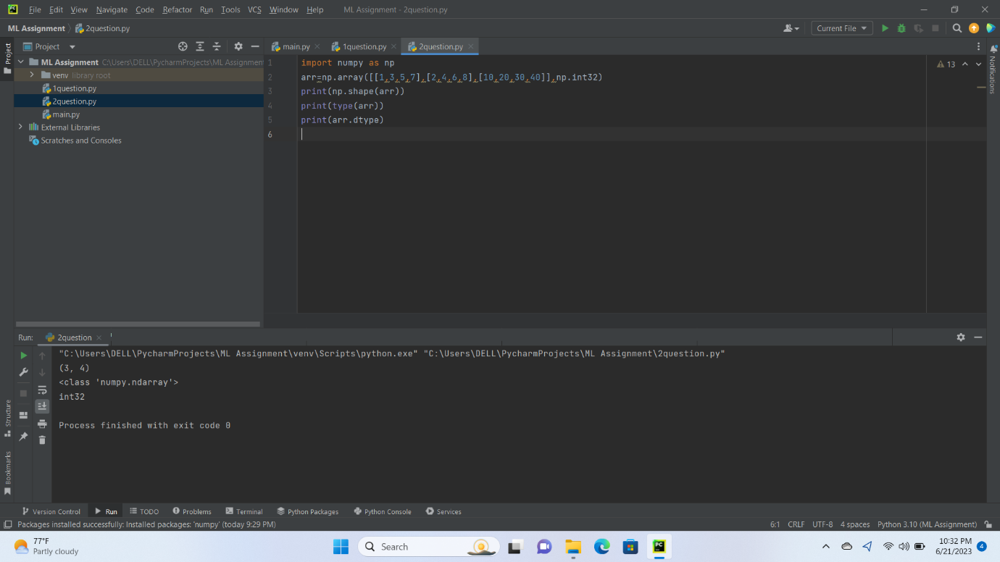 PC File Edit View Navigate Code Refactor Run Tools VCS Window Help ML Assignment - 2question.py
ML Assignment 2question.py Current File
Project
Project main.py 1question.py 2question.py
Notifications
ML Assignment C:\Users\DELL\PycharmProjects\ML Assignment
venv library root
1question.py
2question.py
main.py
External Libraries
Scratches and Consoles
13
1 import numpy as np
2 arr=np.array([[1,3,5,7],[2,4,6,8],[10,20,30,40]],np.int32)
3 print(np.shape(arr))
4 print(type(arr))
5 print(arr.dtype)
6
Run: 2question
"C:\Users\DELL\PycharmProjects\ML Assignment\venv\Scripts\python.exe" "C:\Users\DELL\PycharmProjects\ML Assignment\2question.py"
(3, 4)
<class 'numpy.ndarray'>
int32
Process finished with exit code 0
Structure
Bookmarks
Version Control Run TODO Problems Terminal Python Packages Python Console Services
Packages installed successfully: Installed packages: 'numpy' (today 9:29 PM) 6:1 CRLF UTF-8 4 spaces Python 3.10 (ML Assignment)
77°F
Partly cloudy
Search
PC
10:32 PM
6/21/2023
4